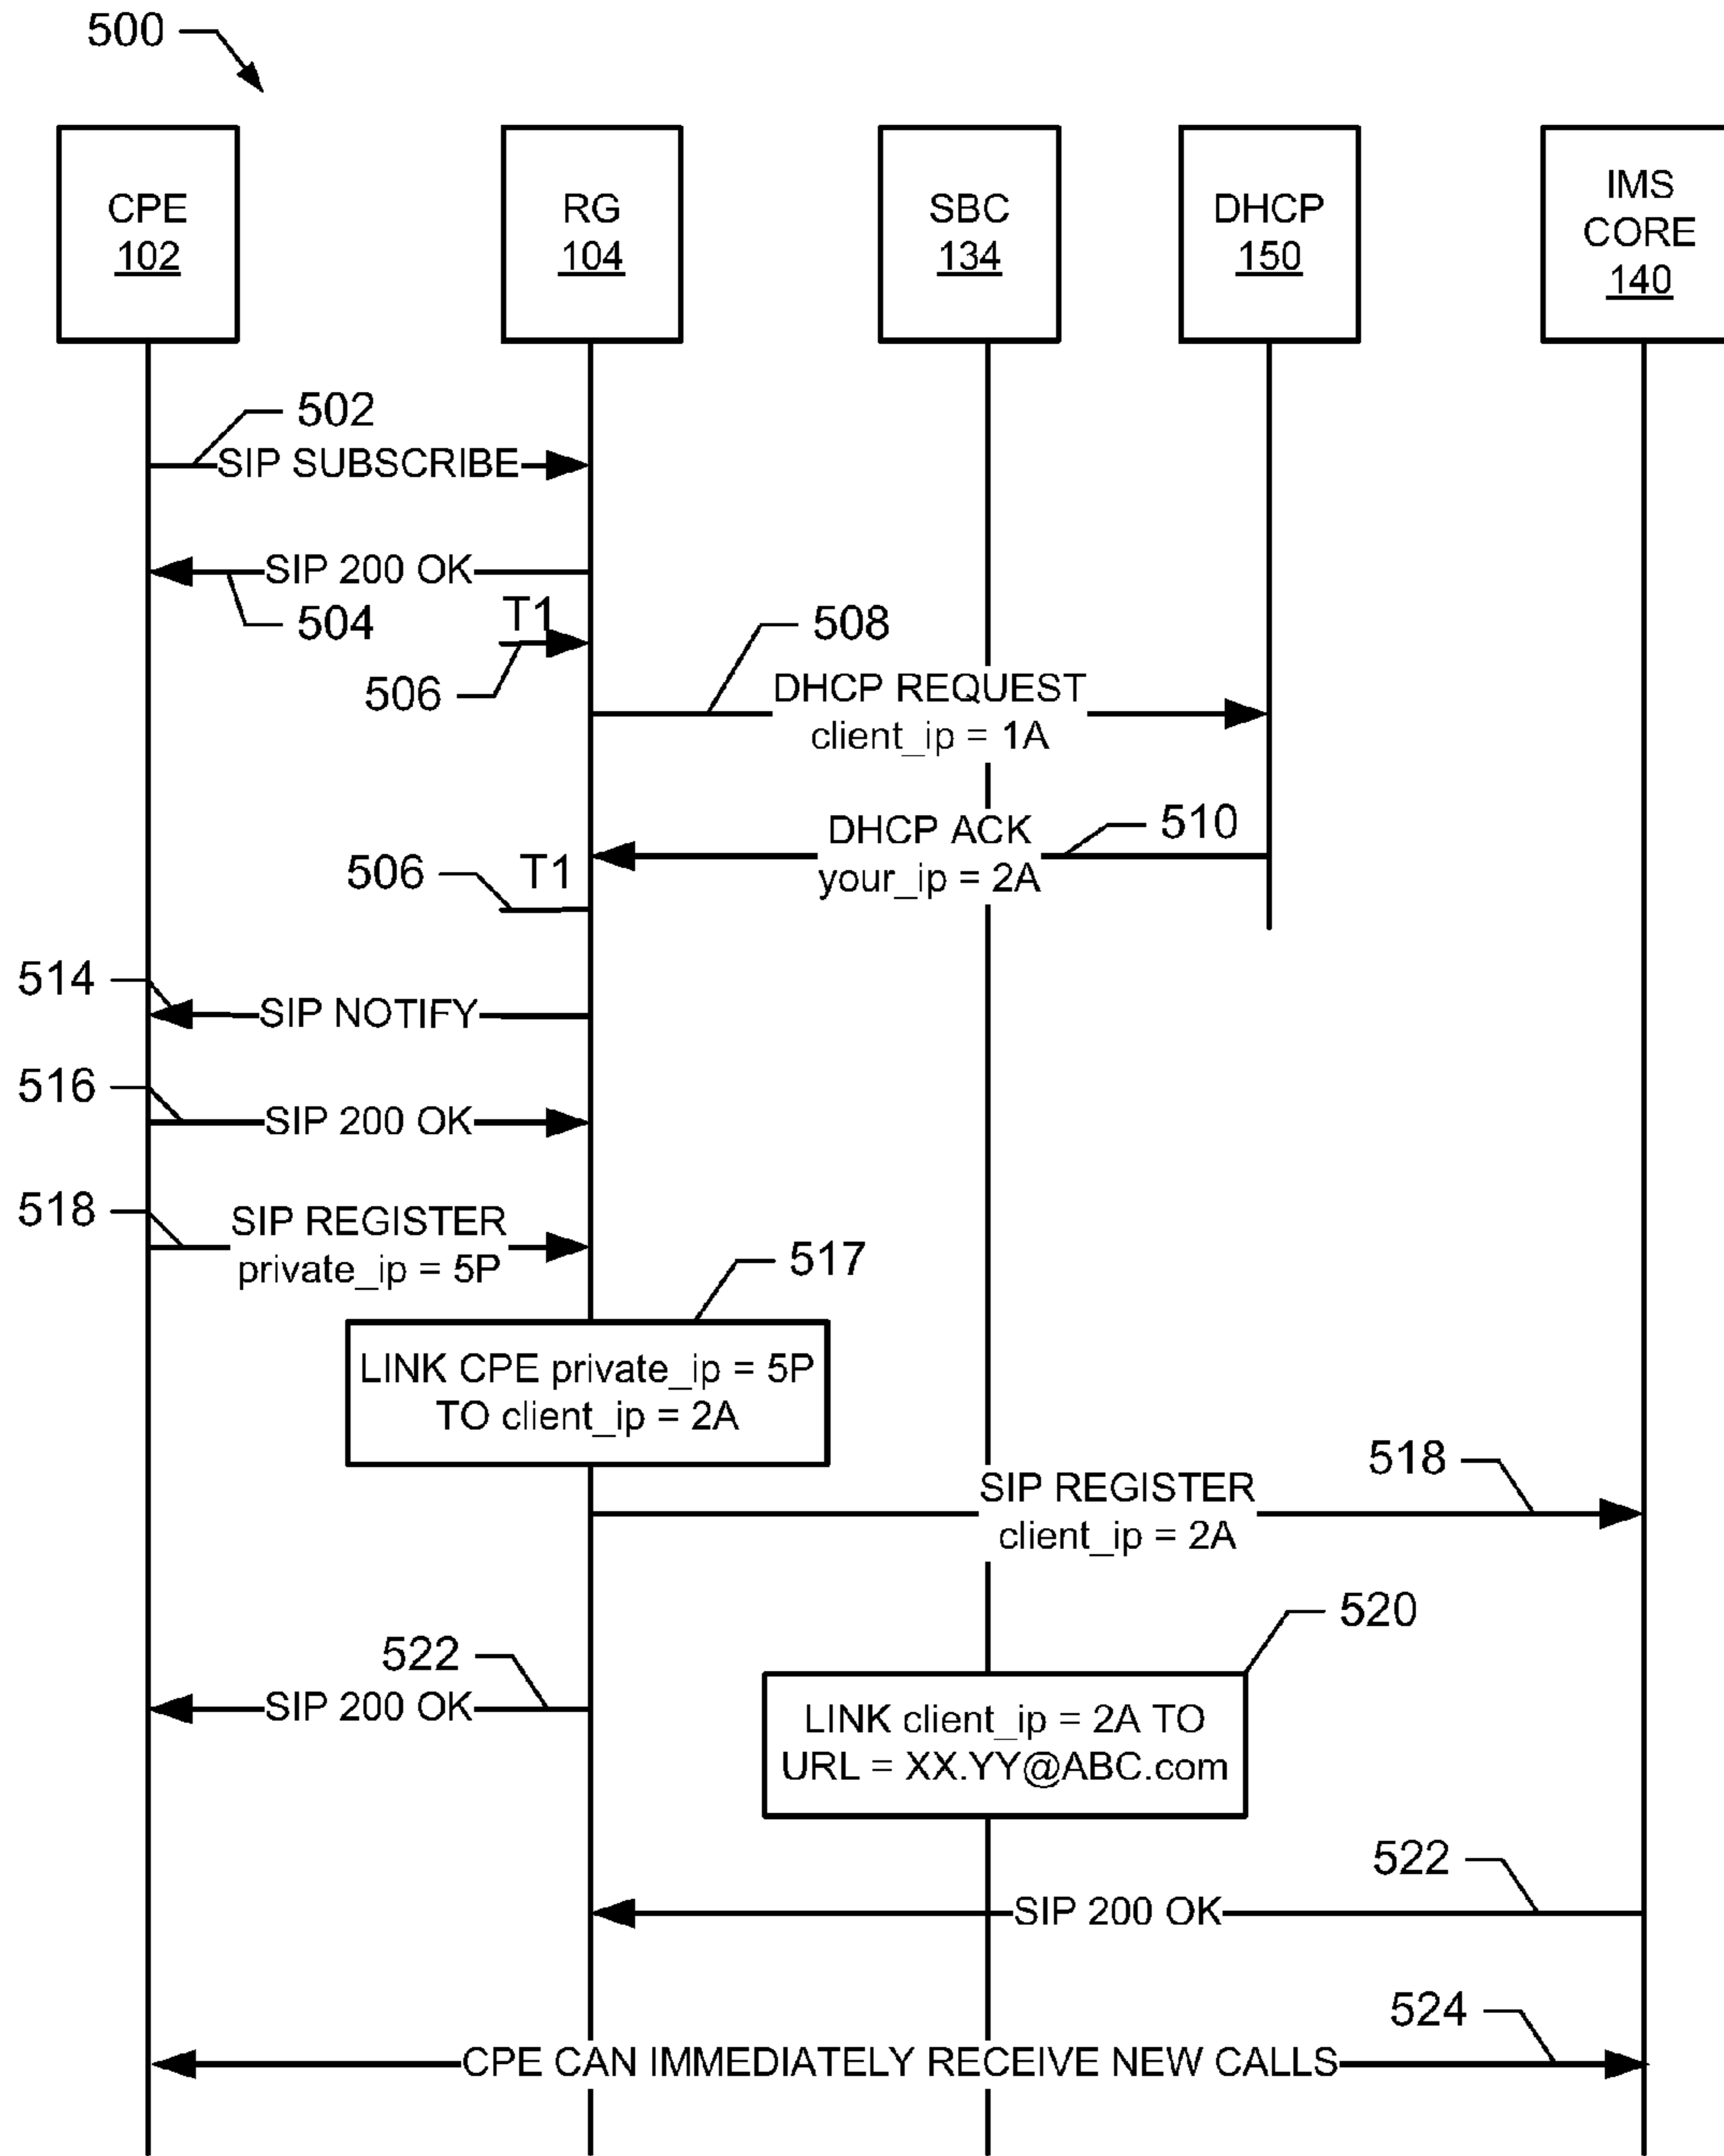 500
CPE
102
RG
104
SBC
134
DHCP
150
IMS
CORE
140
502
SIP SUBSCRIBE
SIP 200 OK
504
T1
506
508
DHCP REQUEST
client_ip = 1A
DHCP ACK
your_ip = 2A
510
506
T1
514
SIP NOTIFY
516
SIP 200 OK
518
SIP REGISTER
private_ip = 5P
517
LINK CPE private_ip = 5P
TO client_ip = 2A
518
SIP REGISTER
client_ip = 2A
520
522
SIP 200 OK
LINK client_ip = 2A TO
URL = XX.YY@ABC.com
522
SIP 200 OK
524
CPE CAN IMMEDIATELY RECEIVE NEW CALLS